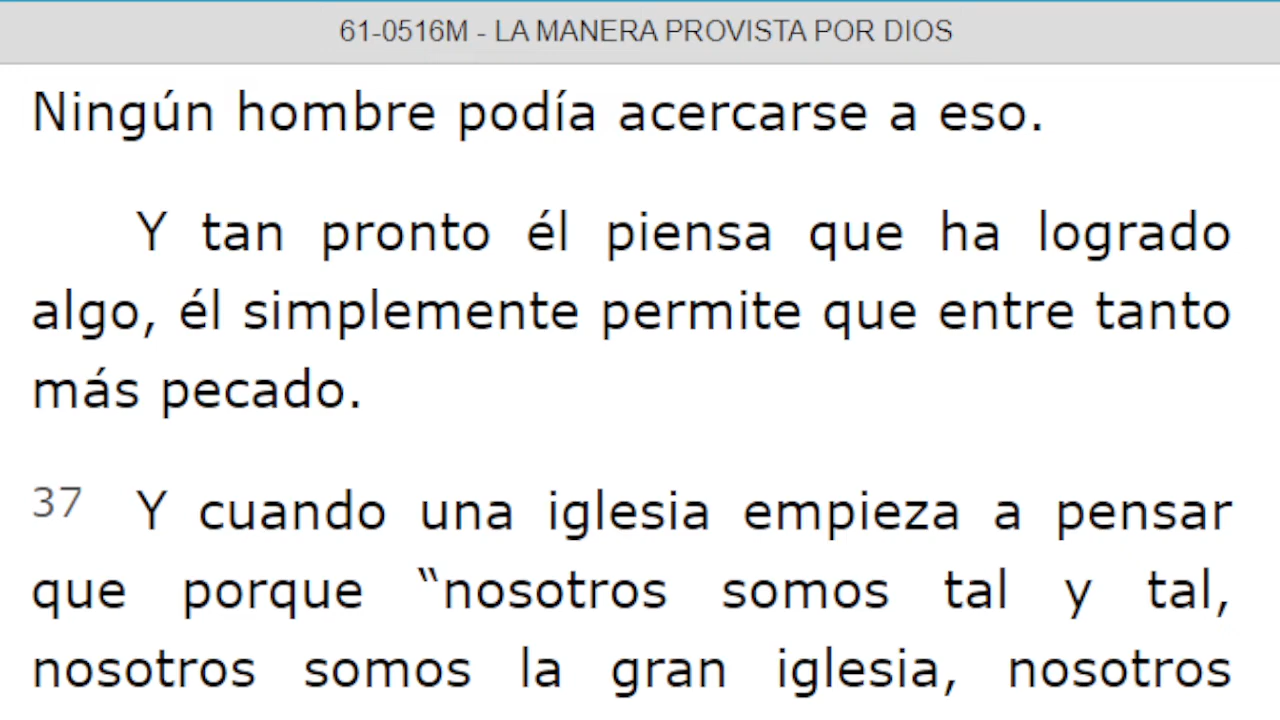 61-0516M - LA MANERA PROVISTA POR DIOS
Ningún hombre podía acercarse a eso.
Y tan pronto él piensa que ha logrado
algo, él simplemente permite que entre tanto
más pecado.
37 Y cuando una iglesia empieza a pensar
que porque “nosotros somos tal y tal,
nosotros somos la gran iglesia, nosotros